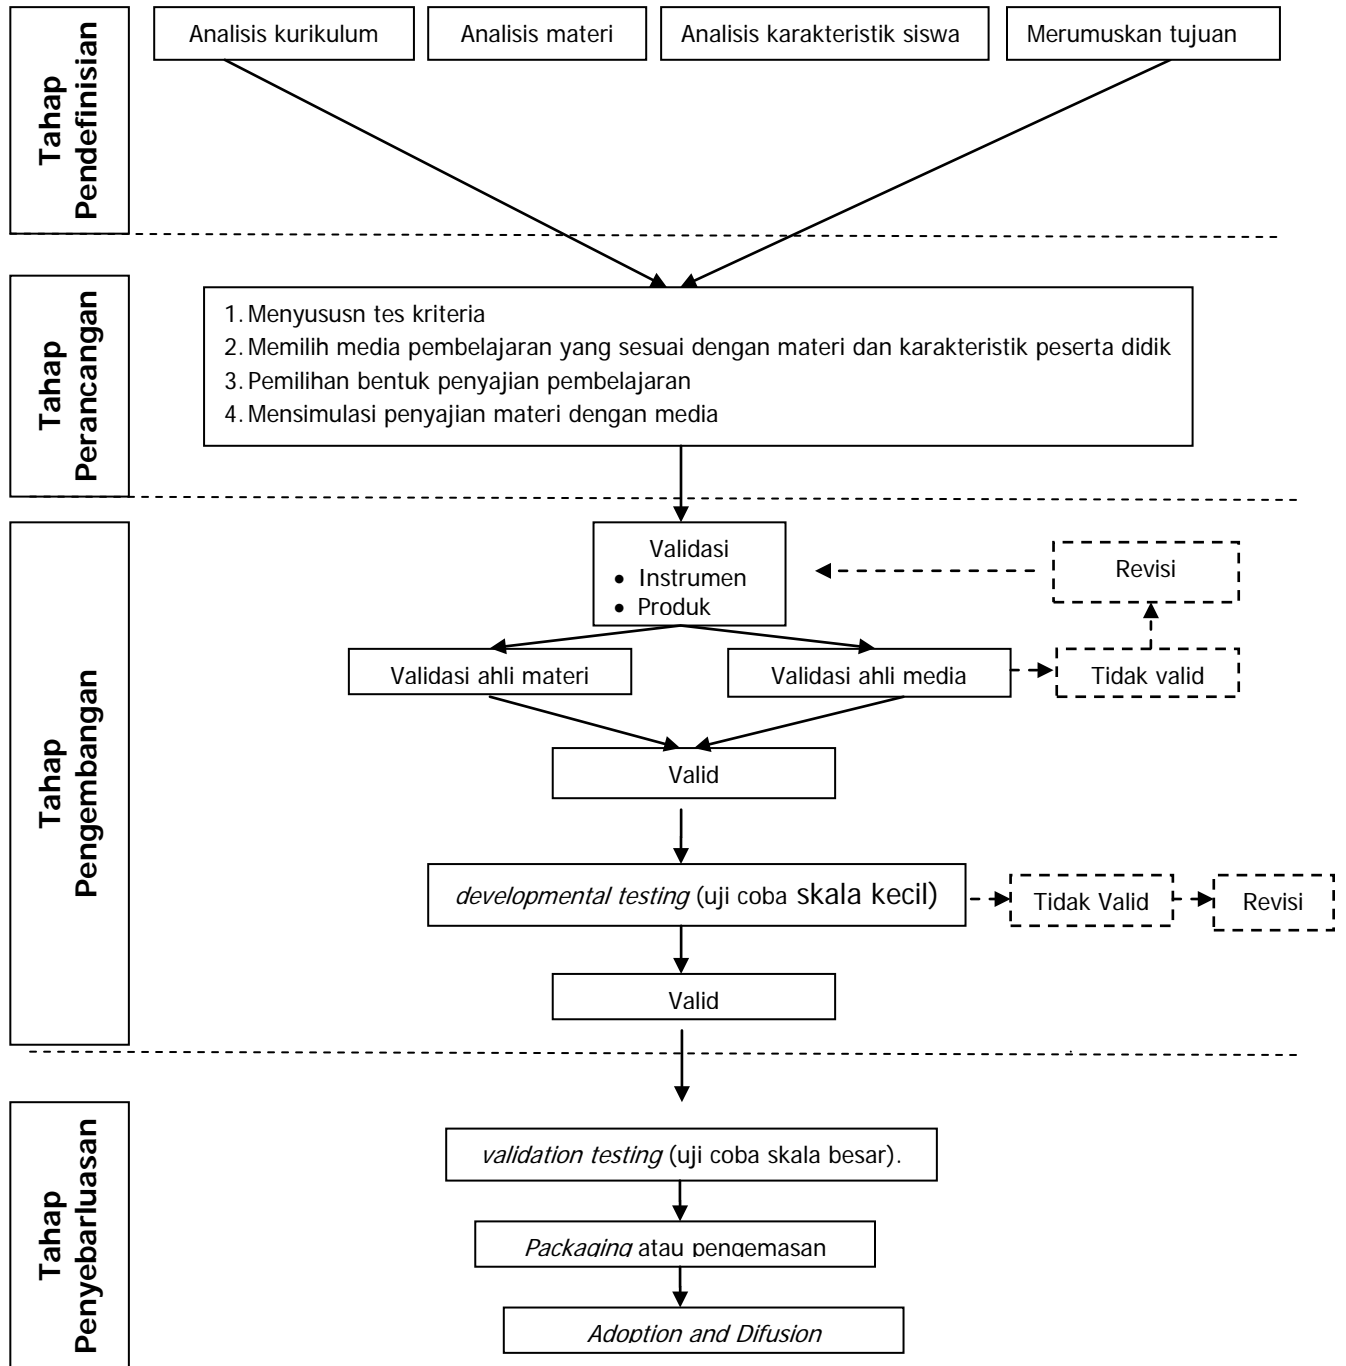 Tahap
Pendefinisian
Analisis kurikulum
Analisis materi
Analisis karakteristik siswa
Merumuskan tujuan
Tahap
Perancangan
1. Menyususn tes kriteria
2. Memilih media pembelajaran yang sesuai dengan materi dan karakteristik peserta didik
3. Pemilihan bentuk penyajian pembelajaran
4. Mensimulasi penyajian materi dengan media
Tahap
Pengembangan
Validasi
• Instrumen
• Produk
Revisi
Validasi ahli materi
Validasi ahli media
Tidak valid
Valid
developmental testing (uji coba skala kecil)
Tidak Valid
Revisi
Valid
Tahap
Penyebarluasan
validation testing (uji coba skala besar).
Packaging atau pengemasan
Adoption and Difusion